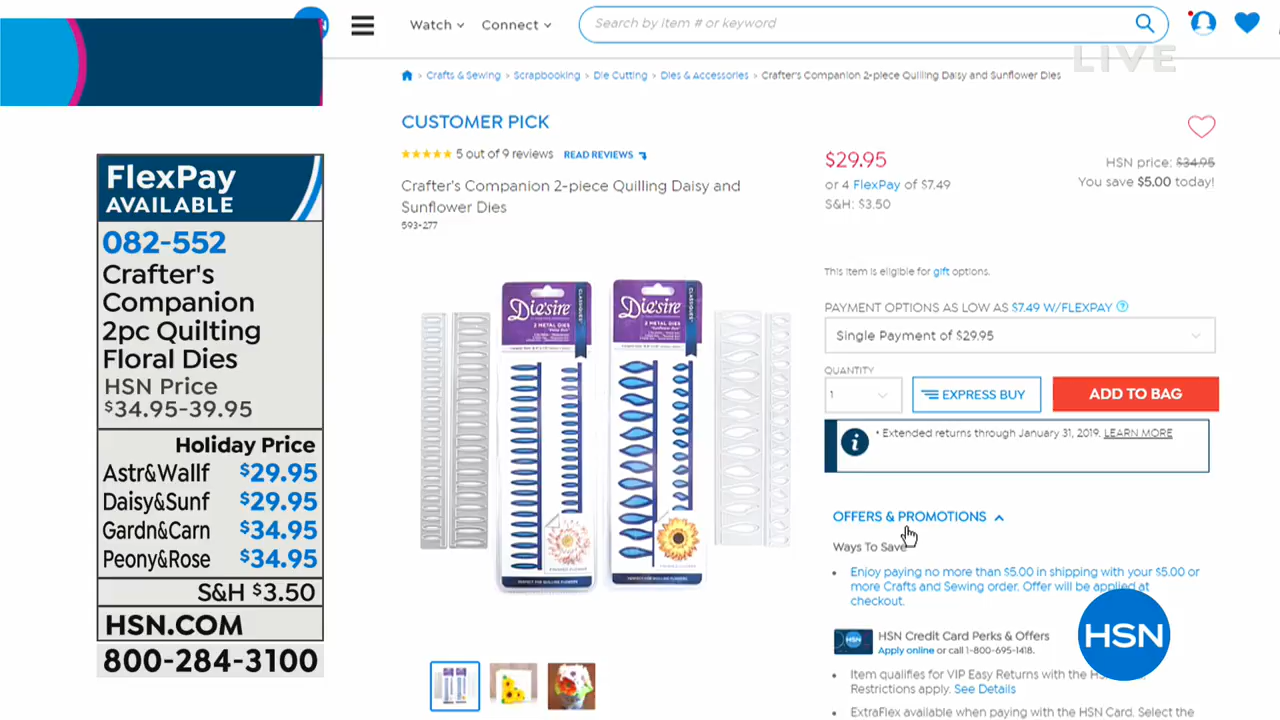 Watch
Connect
Search by item # or keyword
LIVE
Crafts & Sewing > Scrapbooking > Die Cutting > Dies & Accessories > Crafter's Companion 2-piece Quilling Daisy and Sunflower Dies
FlexPay
AVAILABLE
082-552
Crafter's
Companion
2pc Quilting
Floral Dies
HSN Price
$34.95-39.95
Holiday Price
Astr&Wallf $29.95
Daisy&Sunf $29.95
Gardn&Carn $34.95
Peony&Rose $34.95
S&H $3.50
HSN.COM
800-284-3100
CUSTOMER PICK
5 out of 9 reviews READ REVIEWS
Crafter's Companion 2-piece Quilling Daisy and
Sunflower Dies
593-277
Die'sire
CLASSIQUES
2 METAL DIES
Die'sire
CLASSIQUES
2 METAL DIES
$29.95
HSN price: $34.95
or 4 FlexPay of $7.49
You save $5.00 today!
S&H: $3.50
This item is eligible for gift options.
PAYMENT OPTIONS AS LOW AS $7.49 W/FLEXPAY ?
Single Payment of $29.95
QUANTITY
1
EXPRESS BUY
ADD TO BAG
i
* Extended returns through January 31, 2019. LEARN MORE
OFFERS & PROMOTIONS
Ways To Save
• Enjoy paying no more than $5.00 in shipping with your $5.00 or
more Crafts and Sewing order. Offer will be applied at
checkout.
HSN
HSN Credit Card Perks & Offers
Apply online or call 1-800-695-1418.
HSN
• Item qualifies for VIP Easy Returns with the
Restrictions apply. See Details
• ExtraFlex available when paying with the HSN Card. Select the